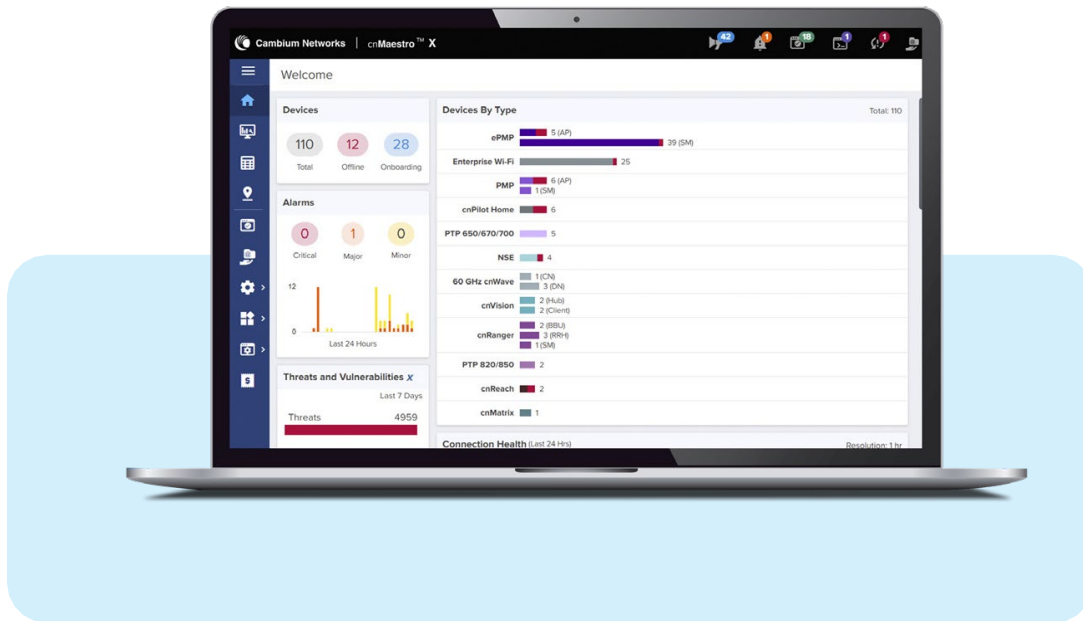 Cambium Networks | cnMaestro™ X
42
1
18
1
1
Welcome
Devices
110
12
28
Total
Offline
Onboarding
Alarms
0
1
0
Critical
Major
Minor
12
0
Last 24 Hours
Threats and Vulnerabilities X
Last 7 Days
Threats 4959
Devices By Type Total: 110
ePMP 5 (AP)
39 (SM)
Enterprise Wi-Fi 25
PMP 6 (AP)
1 (SM)
cnPilot Home 6
PTP 650/670/700 5
NSE 4
60 GHz cnWave 1 (CN)
3 (DN)
cnVision 2 (Hub)
2 (Client)
cnRanger 2 (BBU)
3 (RRH)
1 (SM)
PTP 820/850 2
cnReach 2
cnMatrix 1
Connection Health (Last 24 Hrs) Resolution: 1 hr